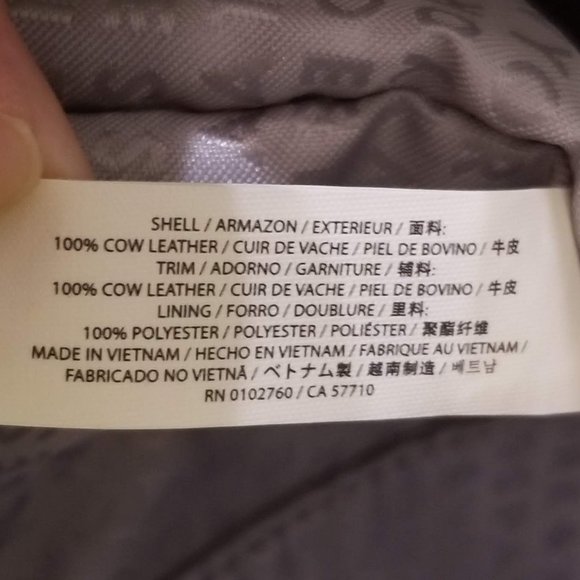 SHELL / ARMAZON / EXTERIEUR / 面料:
100% COW LEATHER / CUIR DE VACHE / PIEL DE BOVINO / 牛皮
TRIM / ADORNO / GARNITURE / 辅料:
100% COW LEATHER / CUIR DE VACHE / PIEL DE BOVINO / 牛皮
LINING / FORRO / DOUBLURE / 里料:
100% POLYESTER / POLYESTER / POLIÉSTER / 聚酯纤维
MADE IN VIETNAM / HECHO EN VIETNAM / FABRIQUE AU VIETNAM /
FABRICADO NO VIETNÃ / ベトナム製 / 越南制造 / 베트남
RN 0102760 / CA 57710